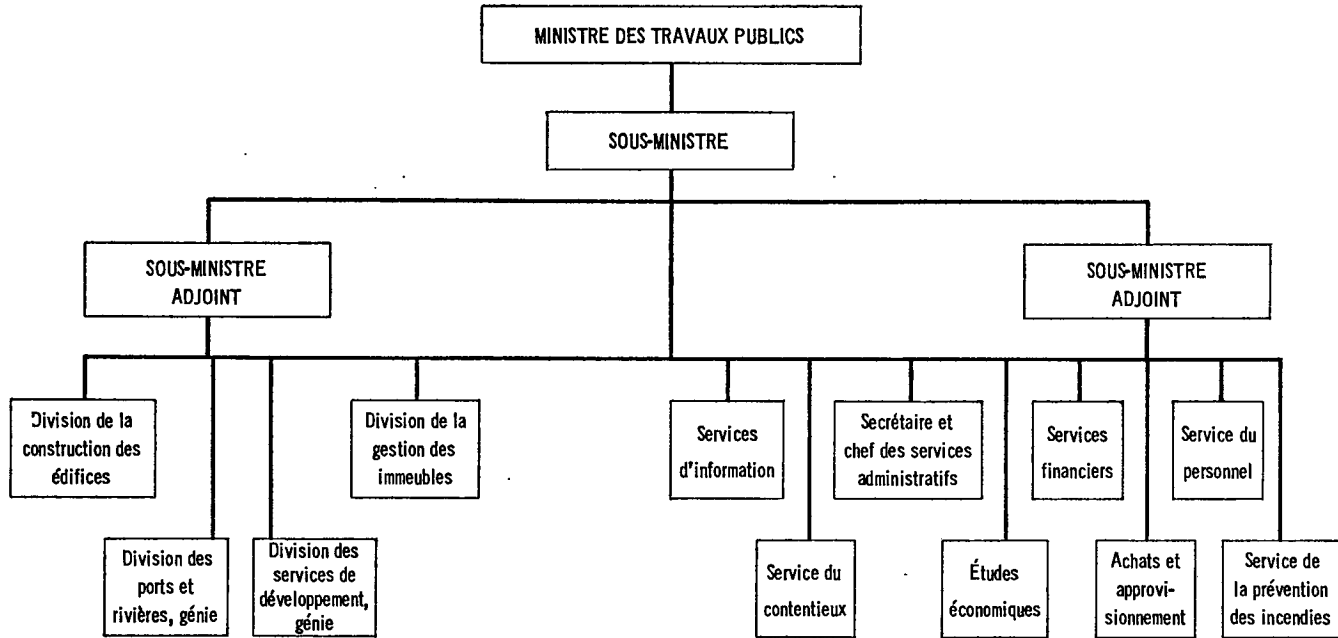 MINISTRE DES TRAVAUX PUBLICS
SOUS-MINISTRE
SOUS-MINISTRE
ADJOINT
SOUS-MINISTRE
ADJOINT
Division de la
construction des
édifices
Division de la
gestion des
immeubles
Services
d'information
Secrétaire et
chef des services
administratifs
Services
financiers
Service du
personnel
Division des
ports et
rivières, génie
Division des
services de
développement,
génie
Service du
contentieux
Études
économiques
Achats et
approvi-
sionnement
Service de
la prévention
des incendies